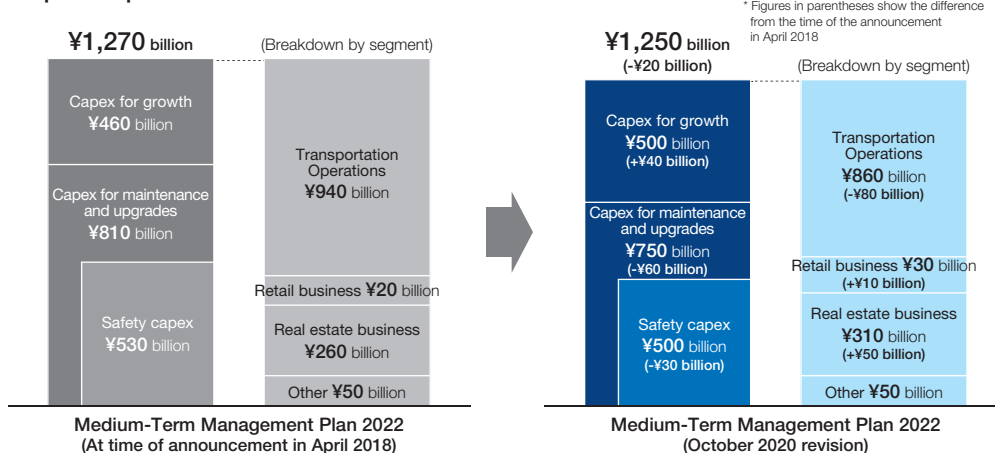 * Figures in parentheses show the difference
from the time of the announcement
in April 2018
¥1,270 billion
(Breakdown by segment)
Capex for growth
¥460 billion
Capex for maintenance
and upgrades
¥810 billion
Safety capex
¥530 billion
Transportation
Operations
¥940 billion
Retail business ¥20 billion
Real estate business
¥260 billion
Other ¥50 billion
Medium-Term Management Plan 2022
(At time of announcement in April 2018)
¥1,250 billion
(-¥20 billion)
(Breakdown by segment)
Capex for growth
¥500 billion
(+¥40 billion)
Capex for maintenance
and upgrades
¥750 billion
(-¥60 billion)
Safety capex
¥500 billion
(-¥30 billion)
Transportation
Operations
¥860 billion
(-¥80 billion)
Retail business ¥30 billion
(+¥10 billion)
Real estate business
¥310 billion
(+¥50 billion)
Other ¥50 billion
Medium-Term Management Plan 2022
(October 2020 revision)